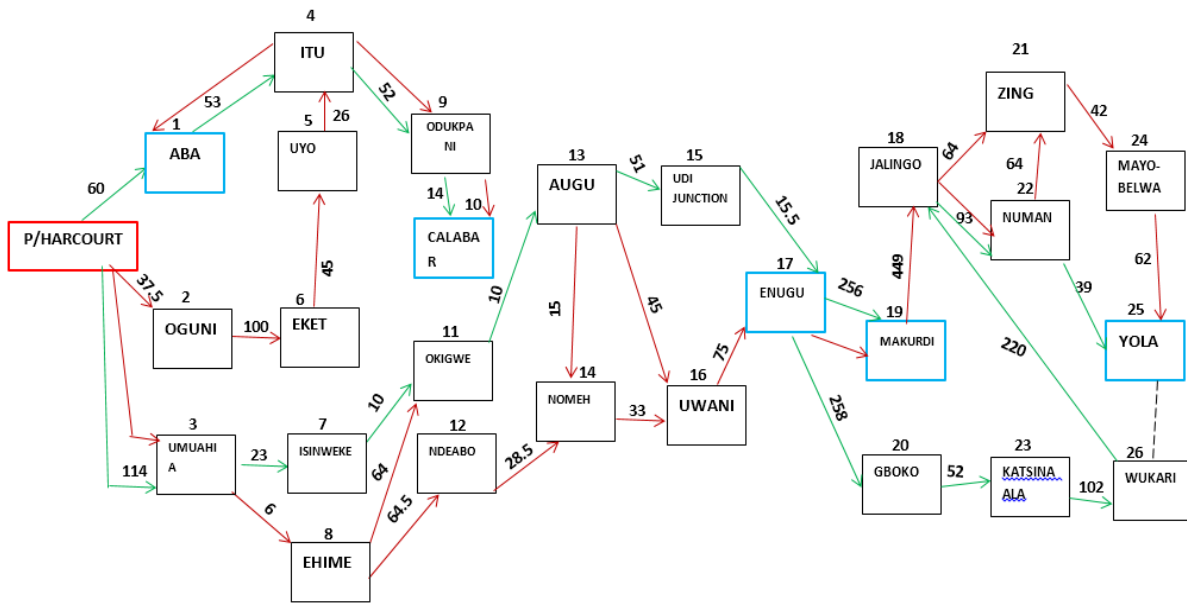 4
ITU
21
ZING
53
52
9
26
5
1
ODUKPA
NI
42
UYO
ABA
18
JALINGO
64
24
MAYO-
BELWA
13
AUGU
51
15
UDI
JUNCTION
64
22
NUMAN
60
14
10
93
P/HARCOURT
CALABA
R
15.5
17
ENUGU
449
62
39
37.5
2
OGUNI
45
6
EKET
100
10
15
45
256
19
MAKURDI
25
YOLA
11
OKIGWE
75
220
14
NOMEH
33
16
UWANI
10
258
3
UMUAHI
A
23
7
ISINWEKE
12
NDEABO
28.5
20
GBOKO
52
23
KATSINA
ALA
26
WUKARI
114
64
102
6
64.5
8
EHIME